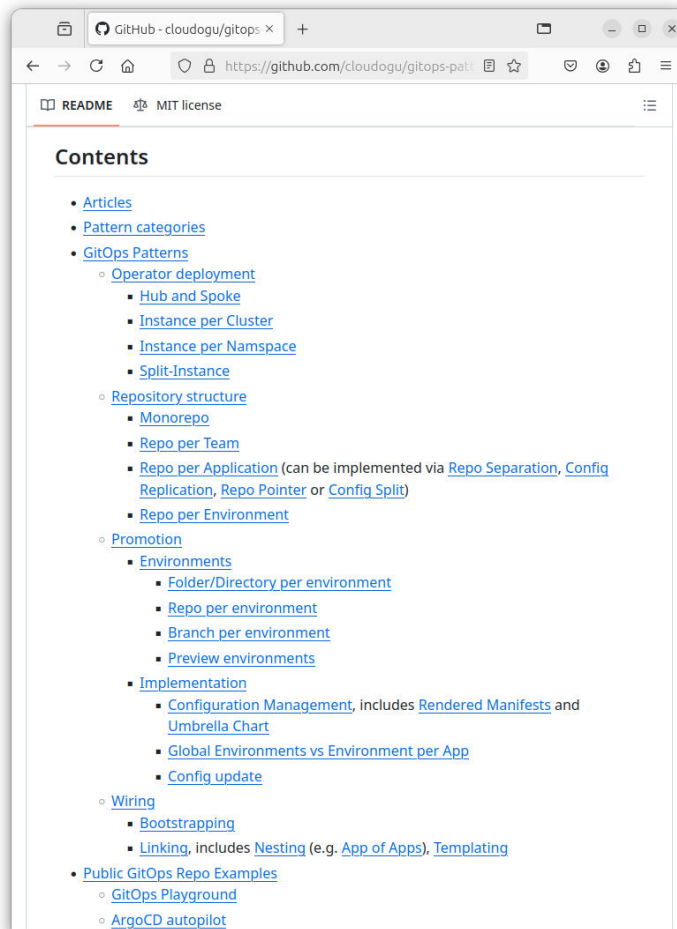 GitHub - cloudogu/gitops-
https://github.com/cloudogu/gitops-patt
README MIT license
Contents
Articles
Pattern categories
GitOps Patterns
Operator deployment
Hub and Spoke
Instance per Cluster
Instance per Namspace
Split-Instance
Repository structure
Monorepo
Repo per Team
Repo per Application (can be implemented via Repo Separation, Config
Replication, Repo Pointer or Config Split)
Repo per Environment
Promotion
Environments
Folder/Directory per environment
Repo per environment
Branch per environment
Preview environments
Implementation
Configuration Management, includes Rendered Manifests and
Umbrella Chart
Global Environments vs Environment per App
Config update
Wiring
Bootstrapping
Linking, includes Nesting (e.g. App of Apps), Templating
Public GitOps Repo Examples
GitOps Playground
ArgoCD autopilot